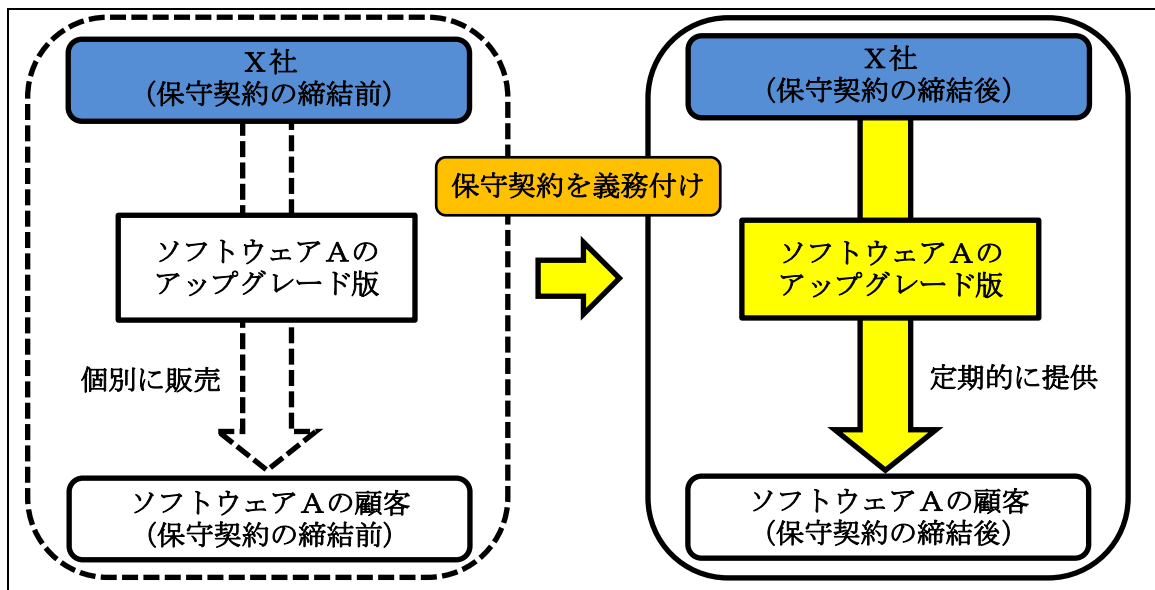 X社
(保守契約の締結前)
ソフトウェアAの
アップグレード版
個別に販売
ソフトウェアAの顧客
(保守契約の締結前)
保守契約を義務付け
X社
(保守契約の締結後)
ソフトウェアAの
アップグレード版
定期的に提供
ソフトウェアAの顧客
(保守契約の締結後)